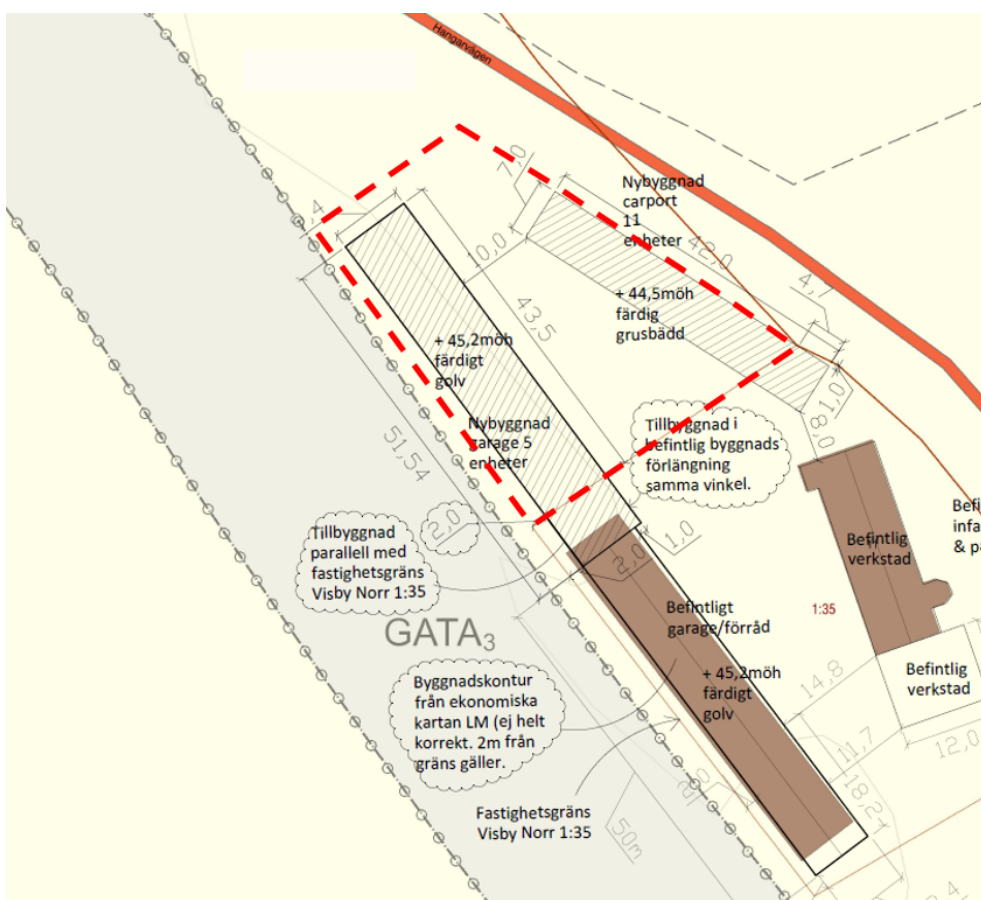 Hangarvägen
7,0
Nybyggnad
carport
11
enheter
42,0
4,7
10,0
43,5
+ 44,5möh
färdig
grusbädd
+ 45,2möh
färdigt
golv
1,0
8,0
Nybyggnad
garage 5
enheter
Tillbyggnad i
befintlig byggnads
förlängning
samma vinkel.
51,54
2,0
Tillbyggnad
parallell med
fastighetsgräns
Visby Norr 1:35
1,0
2,0
Befintlig
verkstad
Befi
infa
& pa
GATA3
Befintligt
garage/förråd
1:35
Byggnadskontur
från ekonomiska
kartan LM (ej helt
korrekt. 2m från
gräns gäller.
+ 45,2möh
färdigt
golv
14,8
Befintlig
verkstad
11,7
12,0
18,2
Fastighetsgräns
Visby Norr 1:35
50m